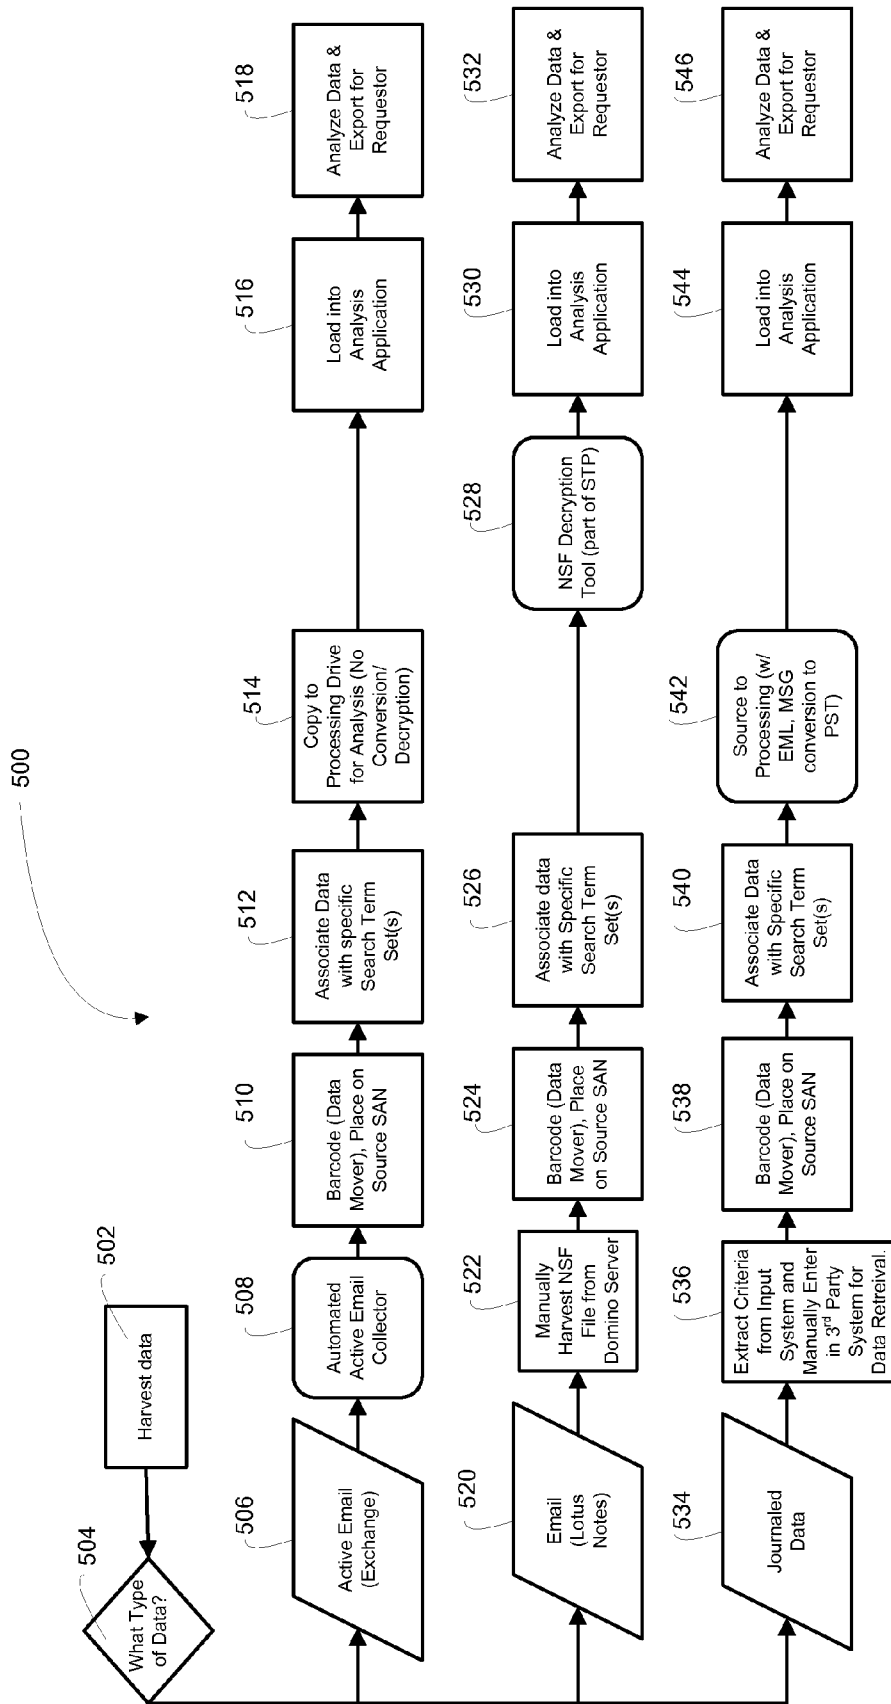 500
502
Harvest data
504
What Type
of Data?
506
Active Email
(Exchange)
508
Automated
Active Email
Collector
510
Barcode (Data
Mover), Place on
Source SAN
512
Associate Data
with specific
Search Term
Set(s)
514
Copy to
Processing Drive
for Analysis (No
Conversion/
Decryption)
516
Load into
Analysis
Application
518
Analyze Data &
Export for
Requestor
520
Email
(Lotus
Notes)
522
Manually
Harvest NSF
File from
Domino Server
524
Barcode (Data
Mover), Place
on Source SAN
526
Associate data
with Specific
Search Term
Set(s)
528
NSF Decryption
Tool (part of STP)
530
Load into
Analysis
Application
532
Analyze Data &
Export for
Requestor
534
Journaled
Data
536
Extract Criteria
from Input
System and
Manually Enter
in 3rd Party
System for
Data Retreival.
538
Barcode (Data
Mover), Place on
Source SAN
540
Associate Data
with Specific
Search Term
Set(s)
542
Source to
Processing (w/
EML, MSG
conversion to
PST)
544
Load into
Analysis
Application
546
Analyze Data &
Export for
Requestor